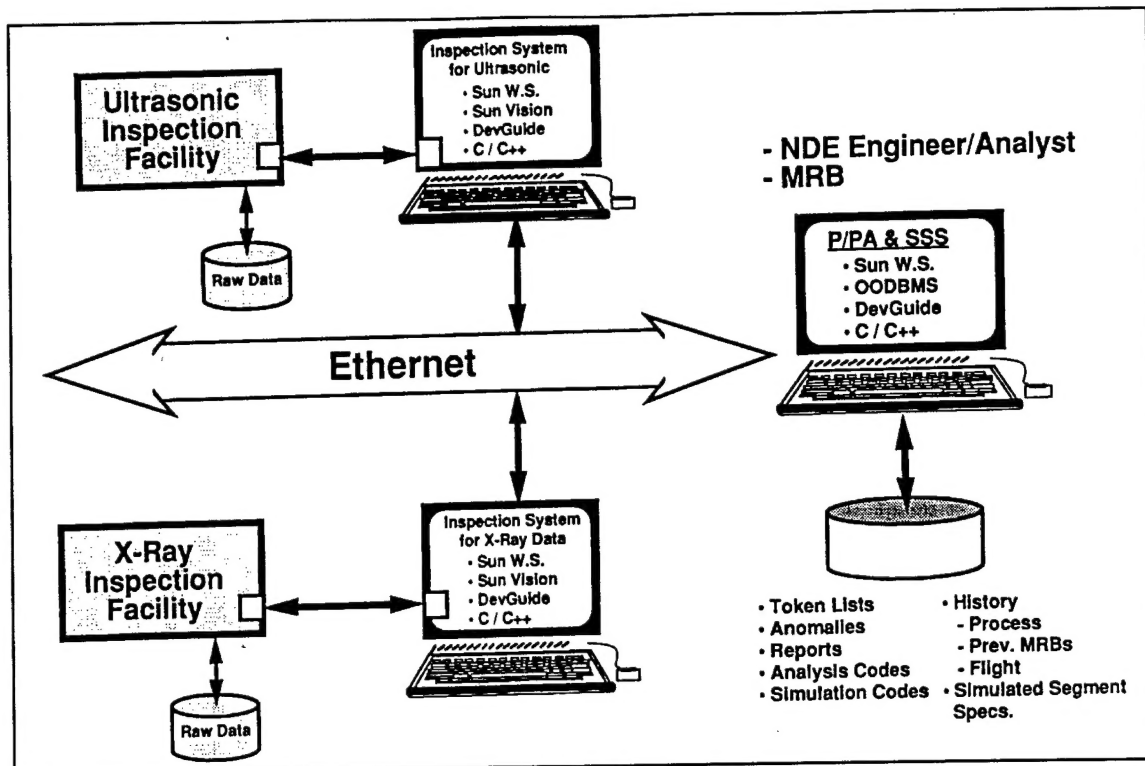 Ultrasonic
Inspection
Facility
Raw Data
Inspection System
for Ultrasonic
• Sun W.S.
• Sun Vision
• DevGuide
• C / C++
- NDE Engineer/Analyst
- MRB
P/PA & SSS
• Sun W.S.
• OODBMS
• DevGuide
• C / C++
Ethernet
X-Ray
Inspection
Facility
Raw Data
Inspection System
for X-Ray Data
• Sun W.S.
• Sun Vision
• DevGuide
• C / C++
• Token Lists
• Anomalies
• Reports
• Analysis Codes
• Simulation Codes
• History
- Process
- Prev. MRBs
- Flight
• Simulated Segment
Specs.